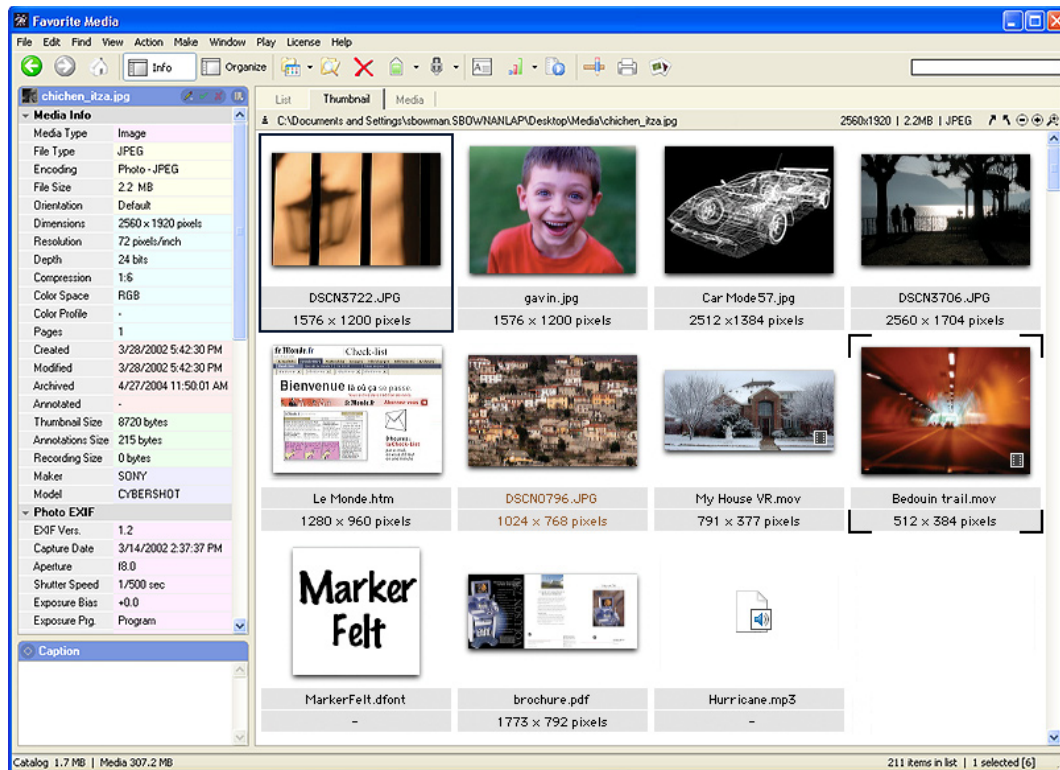 Favorite Media
File Edit Find View Action Make Window Play License Help
Info Organize
chichen_itza.jpg
List Thumbnail Media
C:\Documents and Settings\sbowman.SBOWNANLAP\Desktop\Media\chichen_itza.jpg 2560x1920 | 2.2MB | JPEG
Media Info
Media Type Image
File Type JPEG
Encoding Photo - JPEG
File Size 2.2 MB
Orientation Default
Dimensions 2560 x 1920 pixels
Resolution 72 pixels/inch
Depth 24 bits
Compression 1:6
Color Space RGB
Color Profile -
Pages 1
Created 3/28/2002 5:42:30 PM
Modified 3/28/2002 5:42:30 PM
Archived 4/27/2004 11:50:01 AM
Annotated -
Thumbnail Size 8720 bytes
Annotations Size 215 bytes
Recording Size 0 bytes
Maker SONY
Model CYBERSHOT
Photo EXIF
EXIF Vers. 1.2
Capture Date 3/14/2002 2:37:37 PM
Aperture f8.0
Shutter Speed 1/500 sec
Exposure Bias +0.0
Exposure Prg. Program
Caption
DSCN3722.JPG
1576 x 1200 pixels
gavin.jpg
1576 x 1200 pixels
Car Mode57.jpg
2512 x1384 pixels
DSCN3706.JPG
2560 x 1704 pixels
fr Monde.fr Check-list
Bienvenue là où ça se passe.
Le Monde.htm
1280 x 960 pixels
DSCN0796.JPG
1024 x 768 pixels
My House VR.mov
791 x 377 pixels
Bedouin trail.mov
512 x 384 pixels
Marker
Felt
MarkerFelt.dfont
-
brochure.pdf
1773 x 792 pixels
Hurricane.mp3
-
Catalog 1.7 MB | Media 307.2 MB
211 items in list | 1 selected [6]